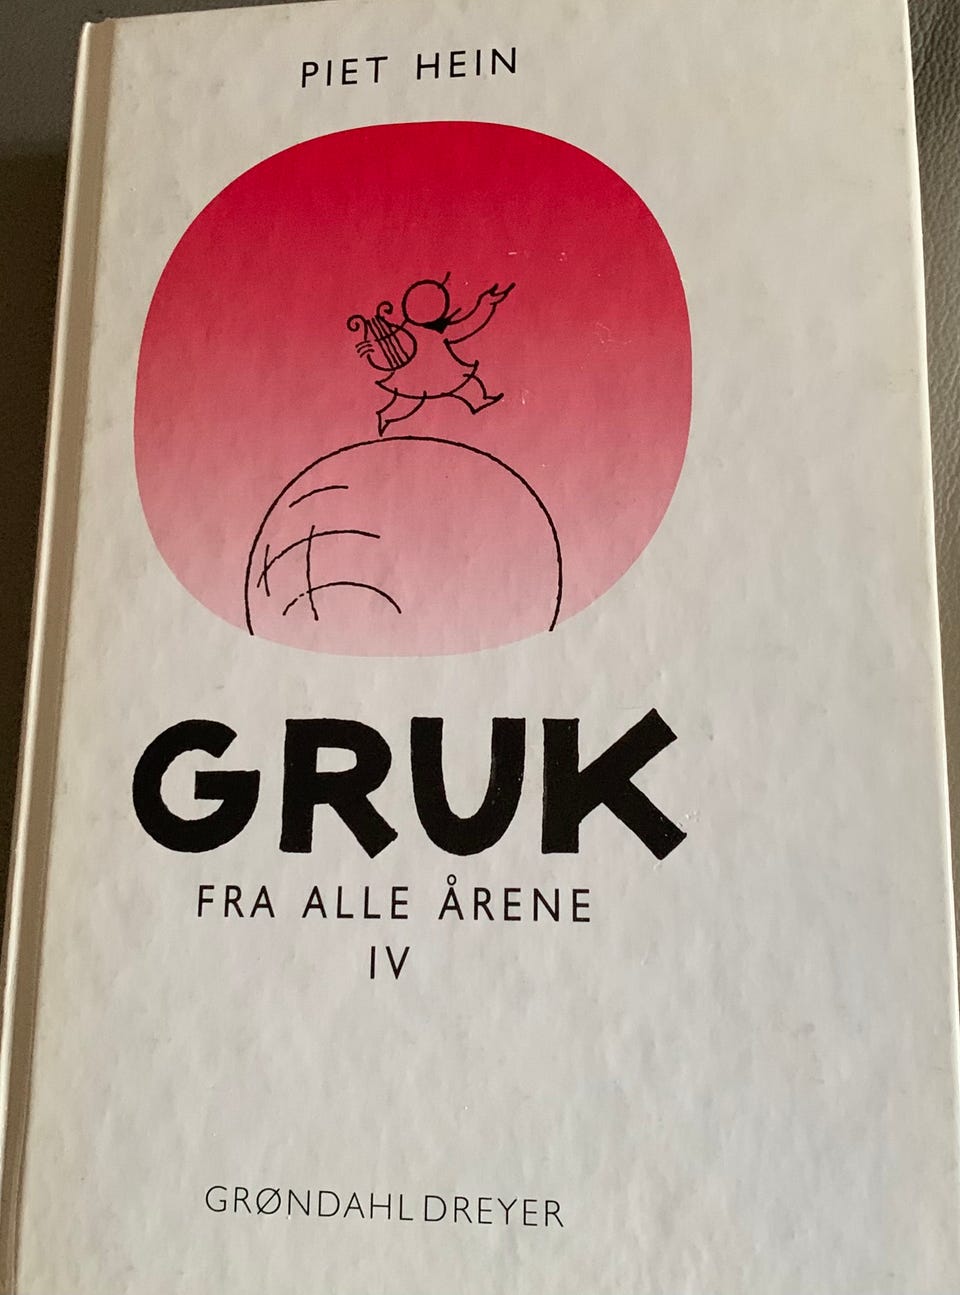 PIET HEIN
GRUK
FRA ALLE ÅRENE
IV
GRØNDAHL DREYER